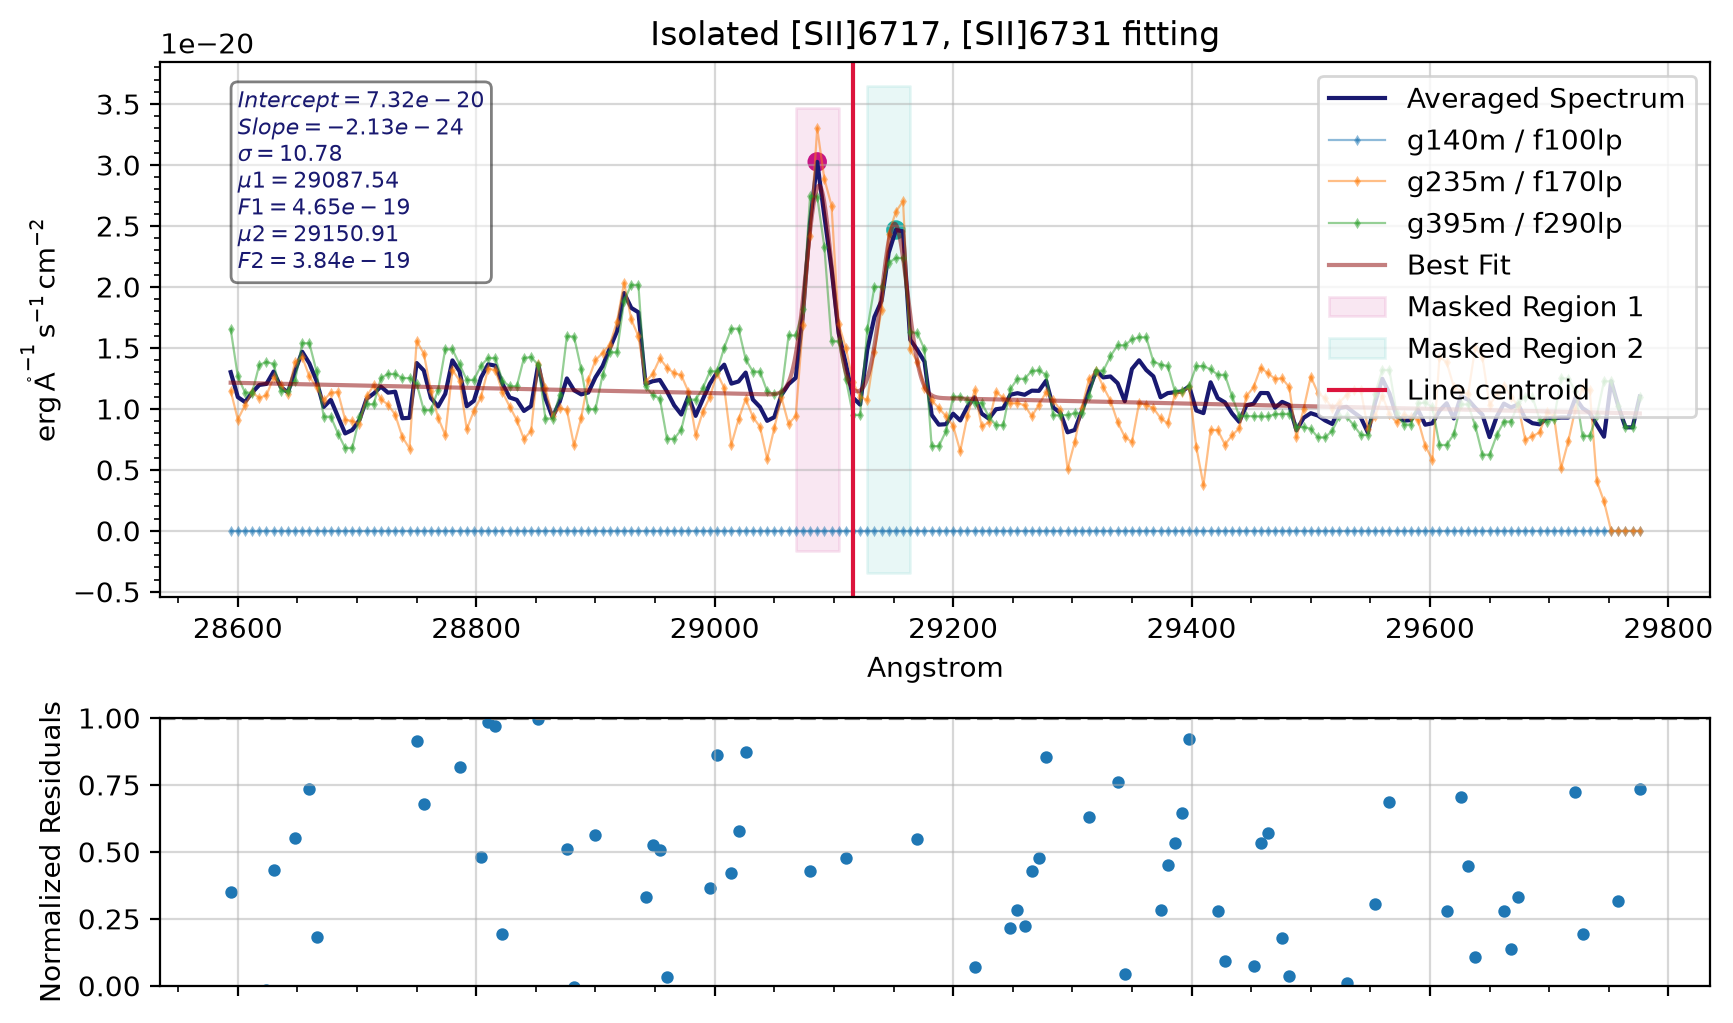 Isolated [SII]6717, [SII]6731 fitting
1e−20
Intercept = 7.32e − 20
Slope = −2.13e − 24
σ = 10.78
μ1 = 29087.54
F1 = 4.65e − 19
μ2 = 29150.91
F2 = 3.84e − 19
Averaged Spectrum
g140m / f100lp
g235m / f170lp
g395m / f290lp
Best Fit
Masked Region 1
Masked Region 2
Line centroid
erg Å⁻¹ s⁻¹ cm⁻²
3.5
3.0
2.5
2.0
1.5
1.0
0.5
0.0
−0.5
28600 28800 29000 29200 29400 29600 29800
Angstrom
Normalized Residuals
1.00
0.75
0.50
0.25
0.00